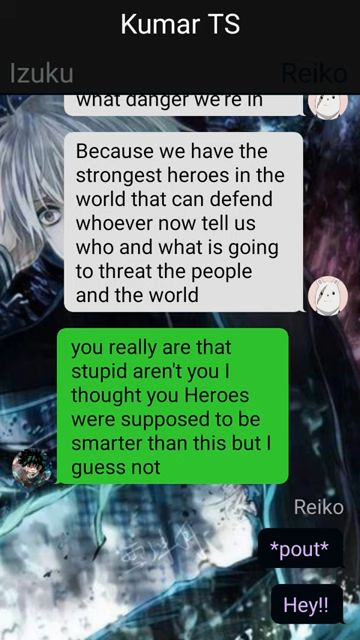 Kumar TS
Izuku
Reiko
what danger we're in
Because we have the
strongest heroes in the
world that can defend
whoever now tell us
who and what is going
to threat the people
and the world
you really are that
stupid aren't you I
thought you Heroes
were supposed to be
smarter than this but I
guess not
Reiko
*pout*
Hey!!